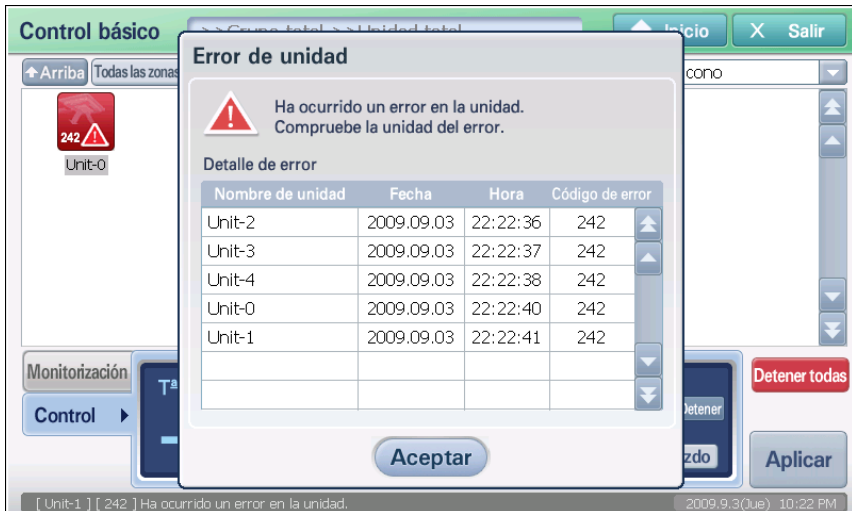 Control básico
>>Grupo total >>Unidad total
Inicio
X Salir
Arriba
Todas las zonas
cono
242
Unit-0
Error de unidad
Ha ocurrido un error en la unidad.
Compruebe la unidad del error.
Detalle de error
Nombre de unidad Fecha Hora Código de error
Unit-2 2009.09.03 22:22:36 242
Unit-3 2009.09.03 22:22:37 242
Unit-4 2009.09.03 22:22:38 242
Unit-0 2009.09.03 22:22:40 242
Unit-1 2009.09.03 22:22:41 242
Aceptar
Monitorización
Control
Tª
Detener
zdo
Detener todas
Aplicar
[ Unit-1 ] [ 242 ] Ha ocurrido un error en la unidad.
2009.9.3(Jue) 10:22 PM